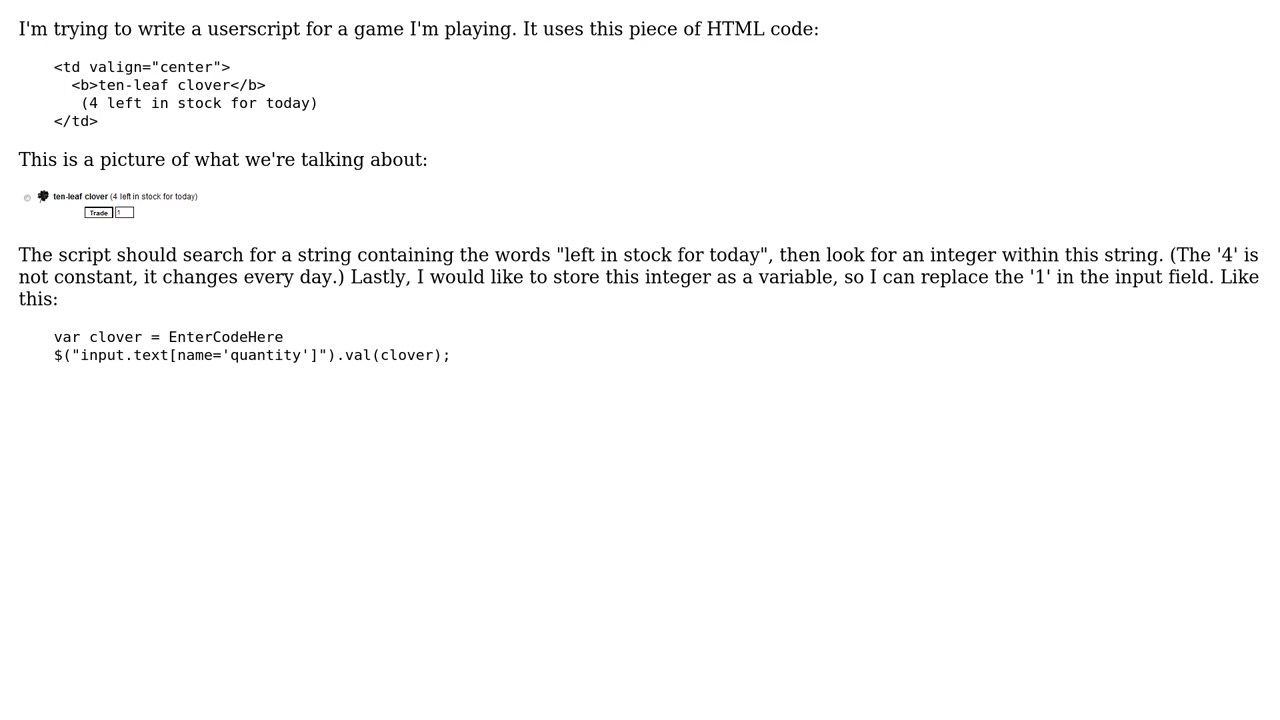 I'm trying to write a userscript for a game I'm playing. It uses this piece of HTML code:
<td valign="center">
<b>ten-leaf clover</b>
(4 left in stock for today)
</td>
This is a picture of what we're talking about:
ten-leaf clover (4 left in stock for today)
Trade 1
The script should search for a string containing the words "left in stock for today", then look for an integer within this string. (The '4' is
not constant, it changes every day.) Lastly, I would like to store this integer as a variable, so I can replace the '1' in the input field. Like
this:
var clover = EnterCodeHere
$("input.text[name='quantity']").val(clover);